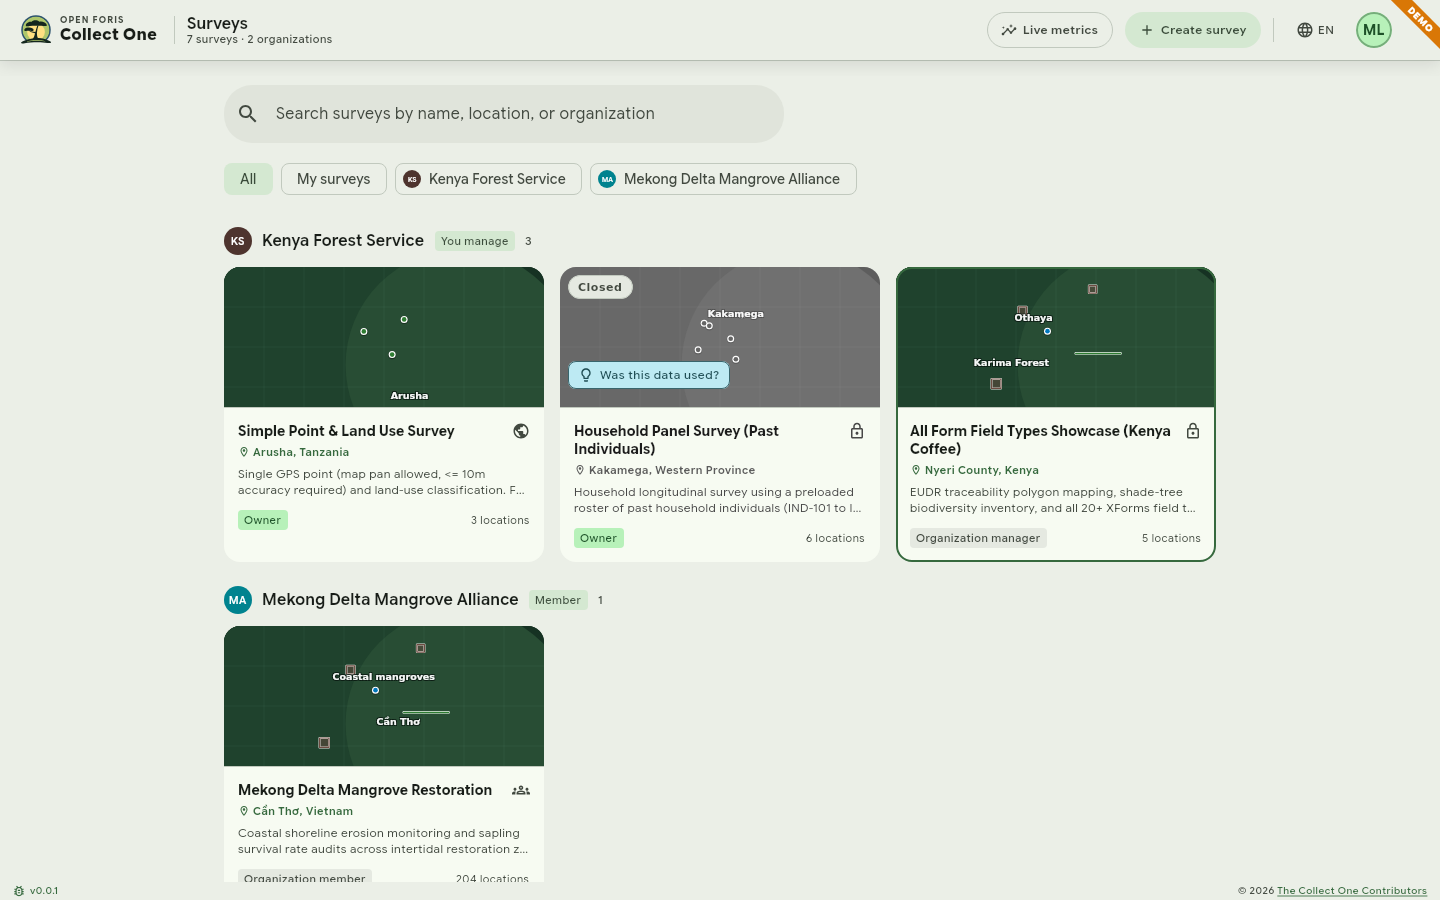 OPEN FORIS
Collect One
Surveys
7 surveys · 2 organizations
Live metrics
Create survey
EN
ML
DEMO
Search surveys by name, location, or organization
All
My surveys
KS Kenya Forest Service
MA Mekong Delta Mangrove Alliance
KS Kenya Forest Service You manage 3
Arusha
Simple Point & Land Use Survey
Arusha, Tanzania
Single GPS point (map pan allowed, <= 10m
accuracy required) and land-use classification. F...
Owner 3 locations
Closed
Kakamega
Was this data used?
Household Panel Survey (Past
Individuals)
Kakamega, Western Province
Household longitudinal survey using a preloaded
roster of past household individuals (IND-101 to I...
Owner 6 locations
Othaya
Karima Forest
All Form Field Types Showcase (Kenya
Coffee)
Nyeri County, Kenya
EUDR traceability polygon mapping, shade-tree
biodiversity inventory, and all 20+ XForms field t...
Organization manager 5 locations
MA Mekong Delta Mangrove Alliance Member 1
Coastal mangroves
Cần Thơ
Mekong Delta Mangrove Restoration
Cần Thơ, Vietnam
Coastal shoreline erosion monitoring and sapling
survival rate audits across intertidal restoration z...
Organization member 204 locations
v0.0.1
© 2026 The Collect One Contributors